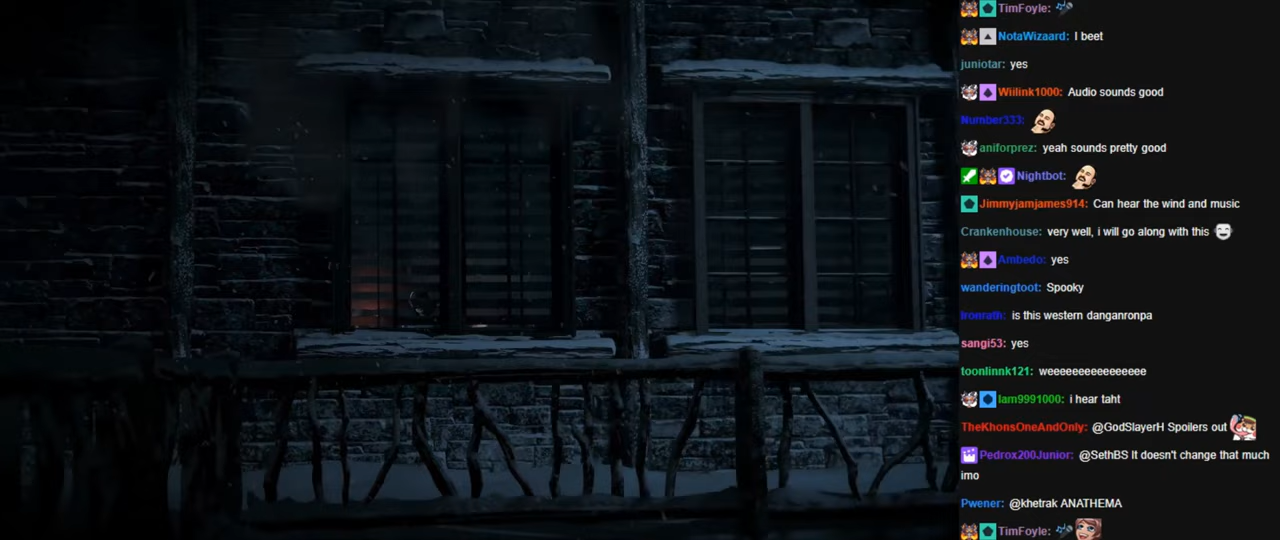 TimFoyle:
NotaWizaard: I beet
juniotar: yes
Wiilink1000: Audio sounds good
Number333:
aniforprez: yeah sounds pretty good
Nightbot:
Jimmyjamjames914: Can hear the wind and music
Crankenhouse: very well, i will go along with this
Ambedo: yes
wanderingtoot: Spooky
Ironrath: is this western danganronpa
sangi53: yes
toonlinnk121: weeeeeeeeeeeeeeee
Iam9991000: i hear taht
TheKhonsOneAndOnly: @GodSlayerH Spoilers out
Pedrox200Junior: @SethBS It doesn't change that much
imo
Pwener: @khetrak ANATHEMA
TimFoyle: